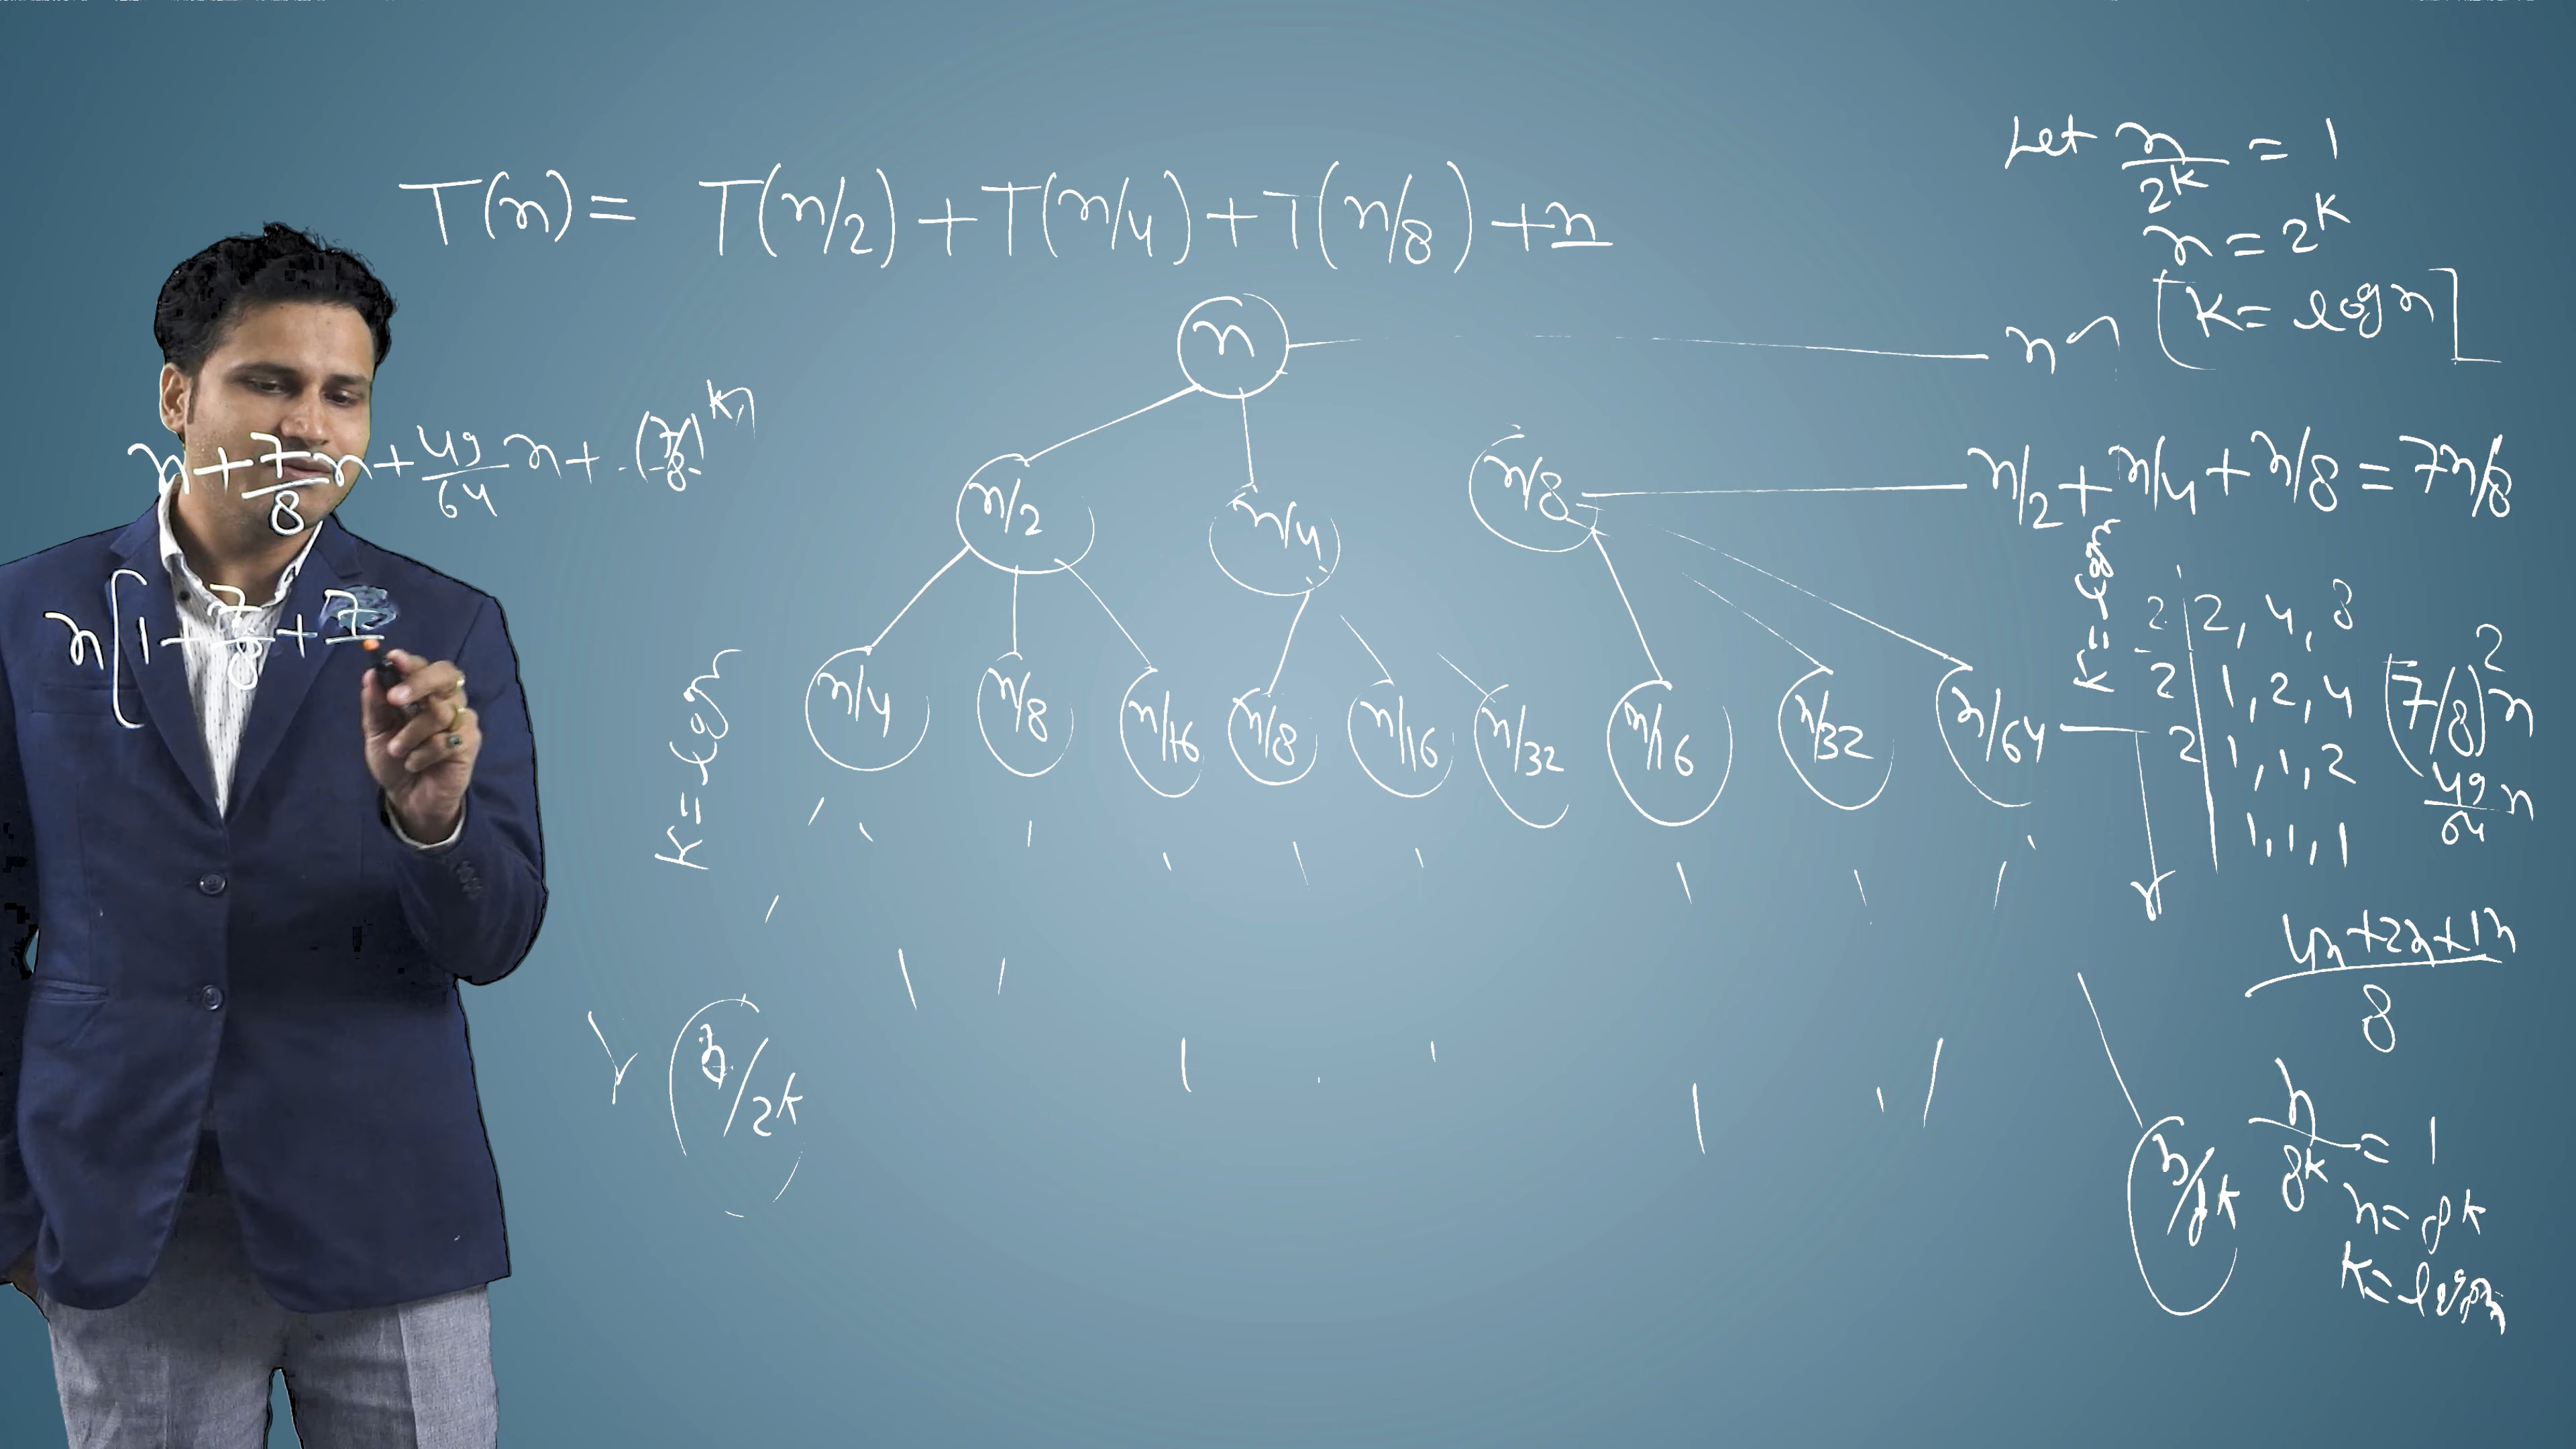 T(n) = T(n/2) + T(n/4) + T(n/8) + n
Let n/2^k = 1
n = 2^k
[k = log n]
n
n
n/2 n/4 n/8
n/2 + n/4 + n/8 = 7n/8
n + 7/8 n + 49/64 n + - (7/8)^k n
n [ 1 + 7/8 + 7/
n/4 n/8 n/16 n/8 n/16 n/32 n/16 n/32 n/64
k = log n
k = log n
2 | 2, 4, 8
2 | 1, 2, 4
2 | 1, 1, 2
1, 1, 1
(7/8)^2 n
49/64 n
4n + 2n + 1n / 8
n/2^k
n/8^k
n/8^k = 1
n = 8^k
k = log8n